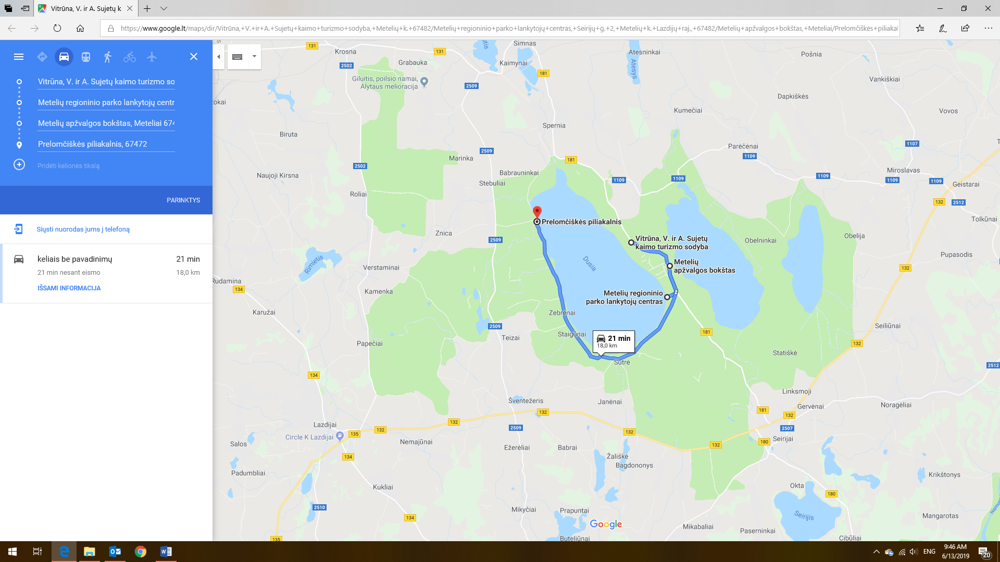 Vitrūna, V. ir A. Sujetų k
https://www.google.lt/maps/dir/Vitrūna,+V.+ir+A.+Sujetų+kaimo+turizmo+sodyba,+Metelių+k.+67482/Metelių+regioninio+parko+lankytojų+centras,+Seirijų+g.+2,+Metelių+k.+Lazdijų+raj.,+67482/Metelių+apžvalgos+bokštas,+Meteliai/Prelomčiškės+piliakal
Vitrūna, V. ir A. Sujetų kaimo turizmo so
Metelių regioninio parko lankytojų centr
Metelių apžvalgos bokštas, Meteliai 674
Prelomčiškės piliakalnis, 67472
Pridėti kelionės tikslą
PARINKTYS
Siųsti nuorodas jums į telefoną
keliais be pavadinimų 21 min
21 min nesant eismo 18,0 km
IŠSAMI INFORMACIJA
131
Krosna
131
Simnas
Atesninkai
Pošnia
2502
Grabauka
Kaimynai
Atesys
181
Giluitis, poilsio namai,
Alytaus melioracija
2509
Vankiškiai
tokai
Dapkiškės
Kumečiai
Vovos
Spernia
Biruta
1107
Parėčėnai
2509
1109
Marinka
181
2502
Babrauninkai
Miroslavas
Naujoji Kirsna
Stebuliai
1109
1109
1109
1109
1109
Geistarai
Roliai
132
2512
Prelomčiškės piliakalnis
Tolkūnai
Znica
Vitrūna, V. ir A. Sujetų
kaimo turizmo sodyba
Obelninkai
Obelija
2509
Rimietis
Dusia
Metelių
apžvalgos bokštas
Pupasodis
Verstaminai
132
Rudamina
134
Kamenka
Metelių regioninio
parko lankytojų centras
Karužai
Zebrėnai
2509
Staigūnai
181
Seiliūnai
Teizai
21 min
18,0 km
Papečiai
132
Statiškė
Sutrė
2512
134
Linksmoji
Šventežeris
Janėnai
Gervėnai
Noragėliai
132
181
132
Lazdijai
132
132
2509
2507
Circle K Lazdijai
135
132
Seirijai
Salos
Nemajūnai
Ežerėliai
Babrai
132
180
134
Žališkė
Bagdononys
Padumbliai
Krikštonys
Kukliai
Okta
180
2510
Mikyčiai
Prapuntai
Seirijis
Mangarotas
134
Google
Mikabaliai
Paserninkai
135
Buteliūnai
Cibūliai
ENG
9:46 AM
6/13/2019
20